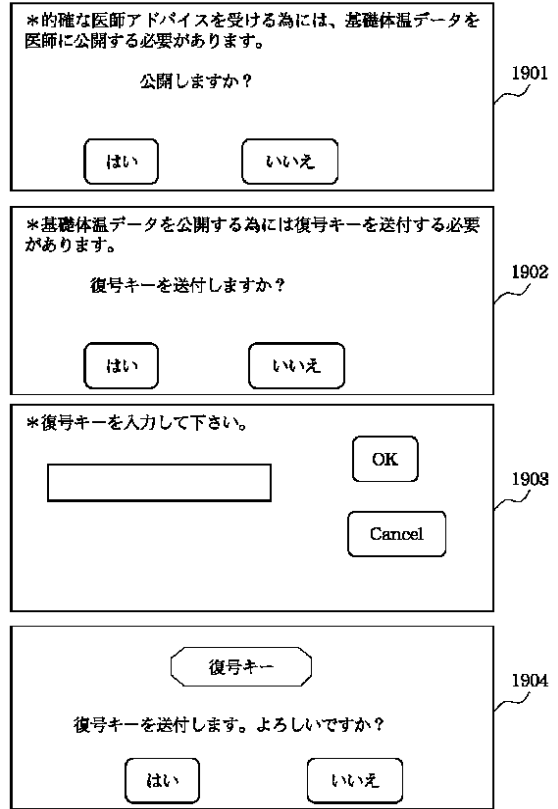 *的確な医師アドバイスを受ける為には、基礎体温データを
医師に公開する必要があります。
公開しますか?
はい
いいえ
1901
*基礎体温データを公開する為には復号キーを送付する必要
があります。
復号キーを送付しますか?
はい
いいえ
1902
*復号キーを入力して下さい。
OK
Cancel
1903
復号キー
復号キーを送付します。よろしいですか?
はい
いいえ
1904